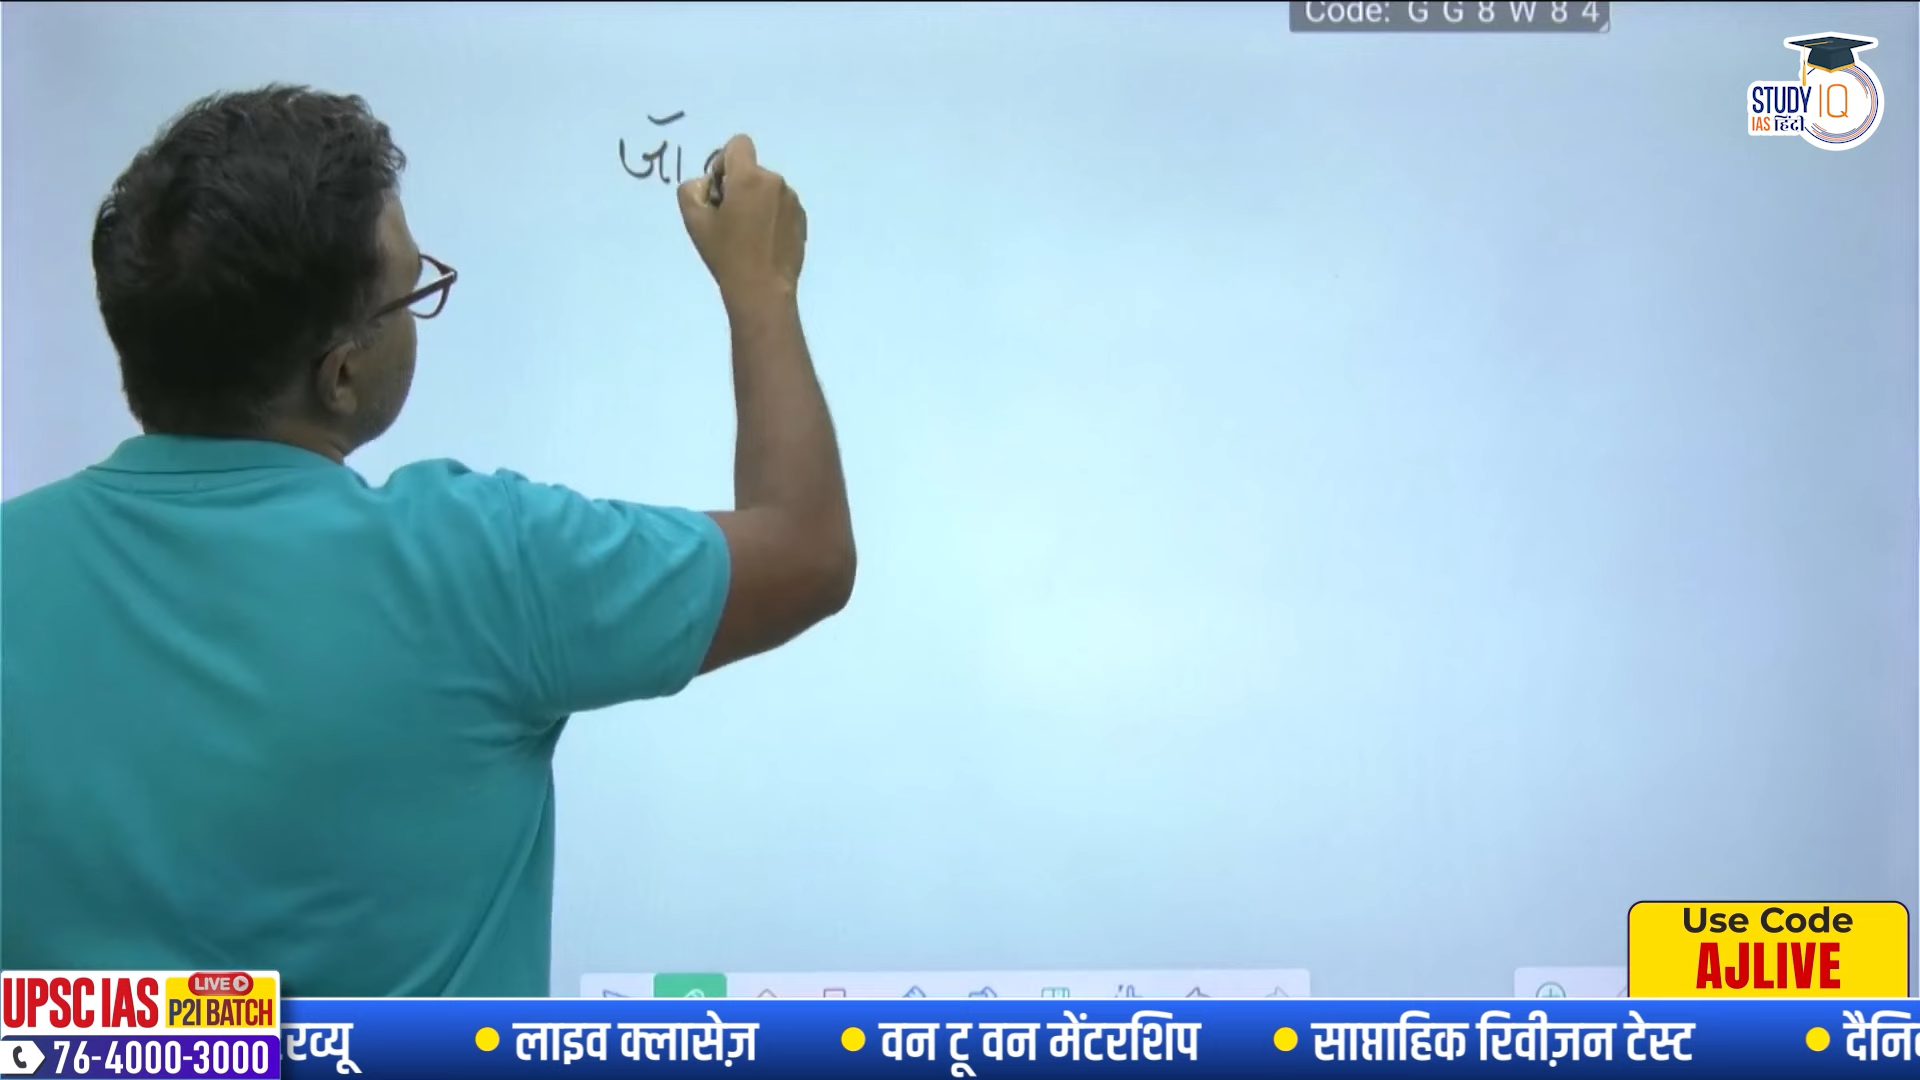 Code: G G 8 W 8 4
STUDY IQ
IAS हिंदी
जा
Use Code
AJLIVE
UPSC IAS LIVE P2I BATCH
76-4000-3000
रव्यू • लाइव क्लासेज़ • वन टू वन मेंटरशिप • साप्ताहिक रिवीज़न टेस्ट • दैनि